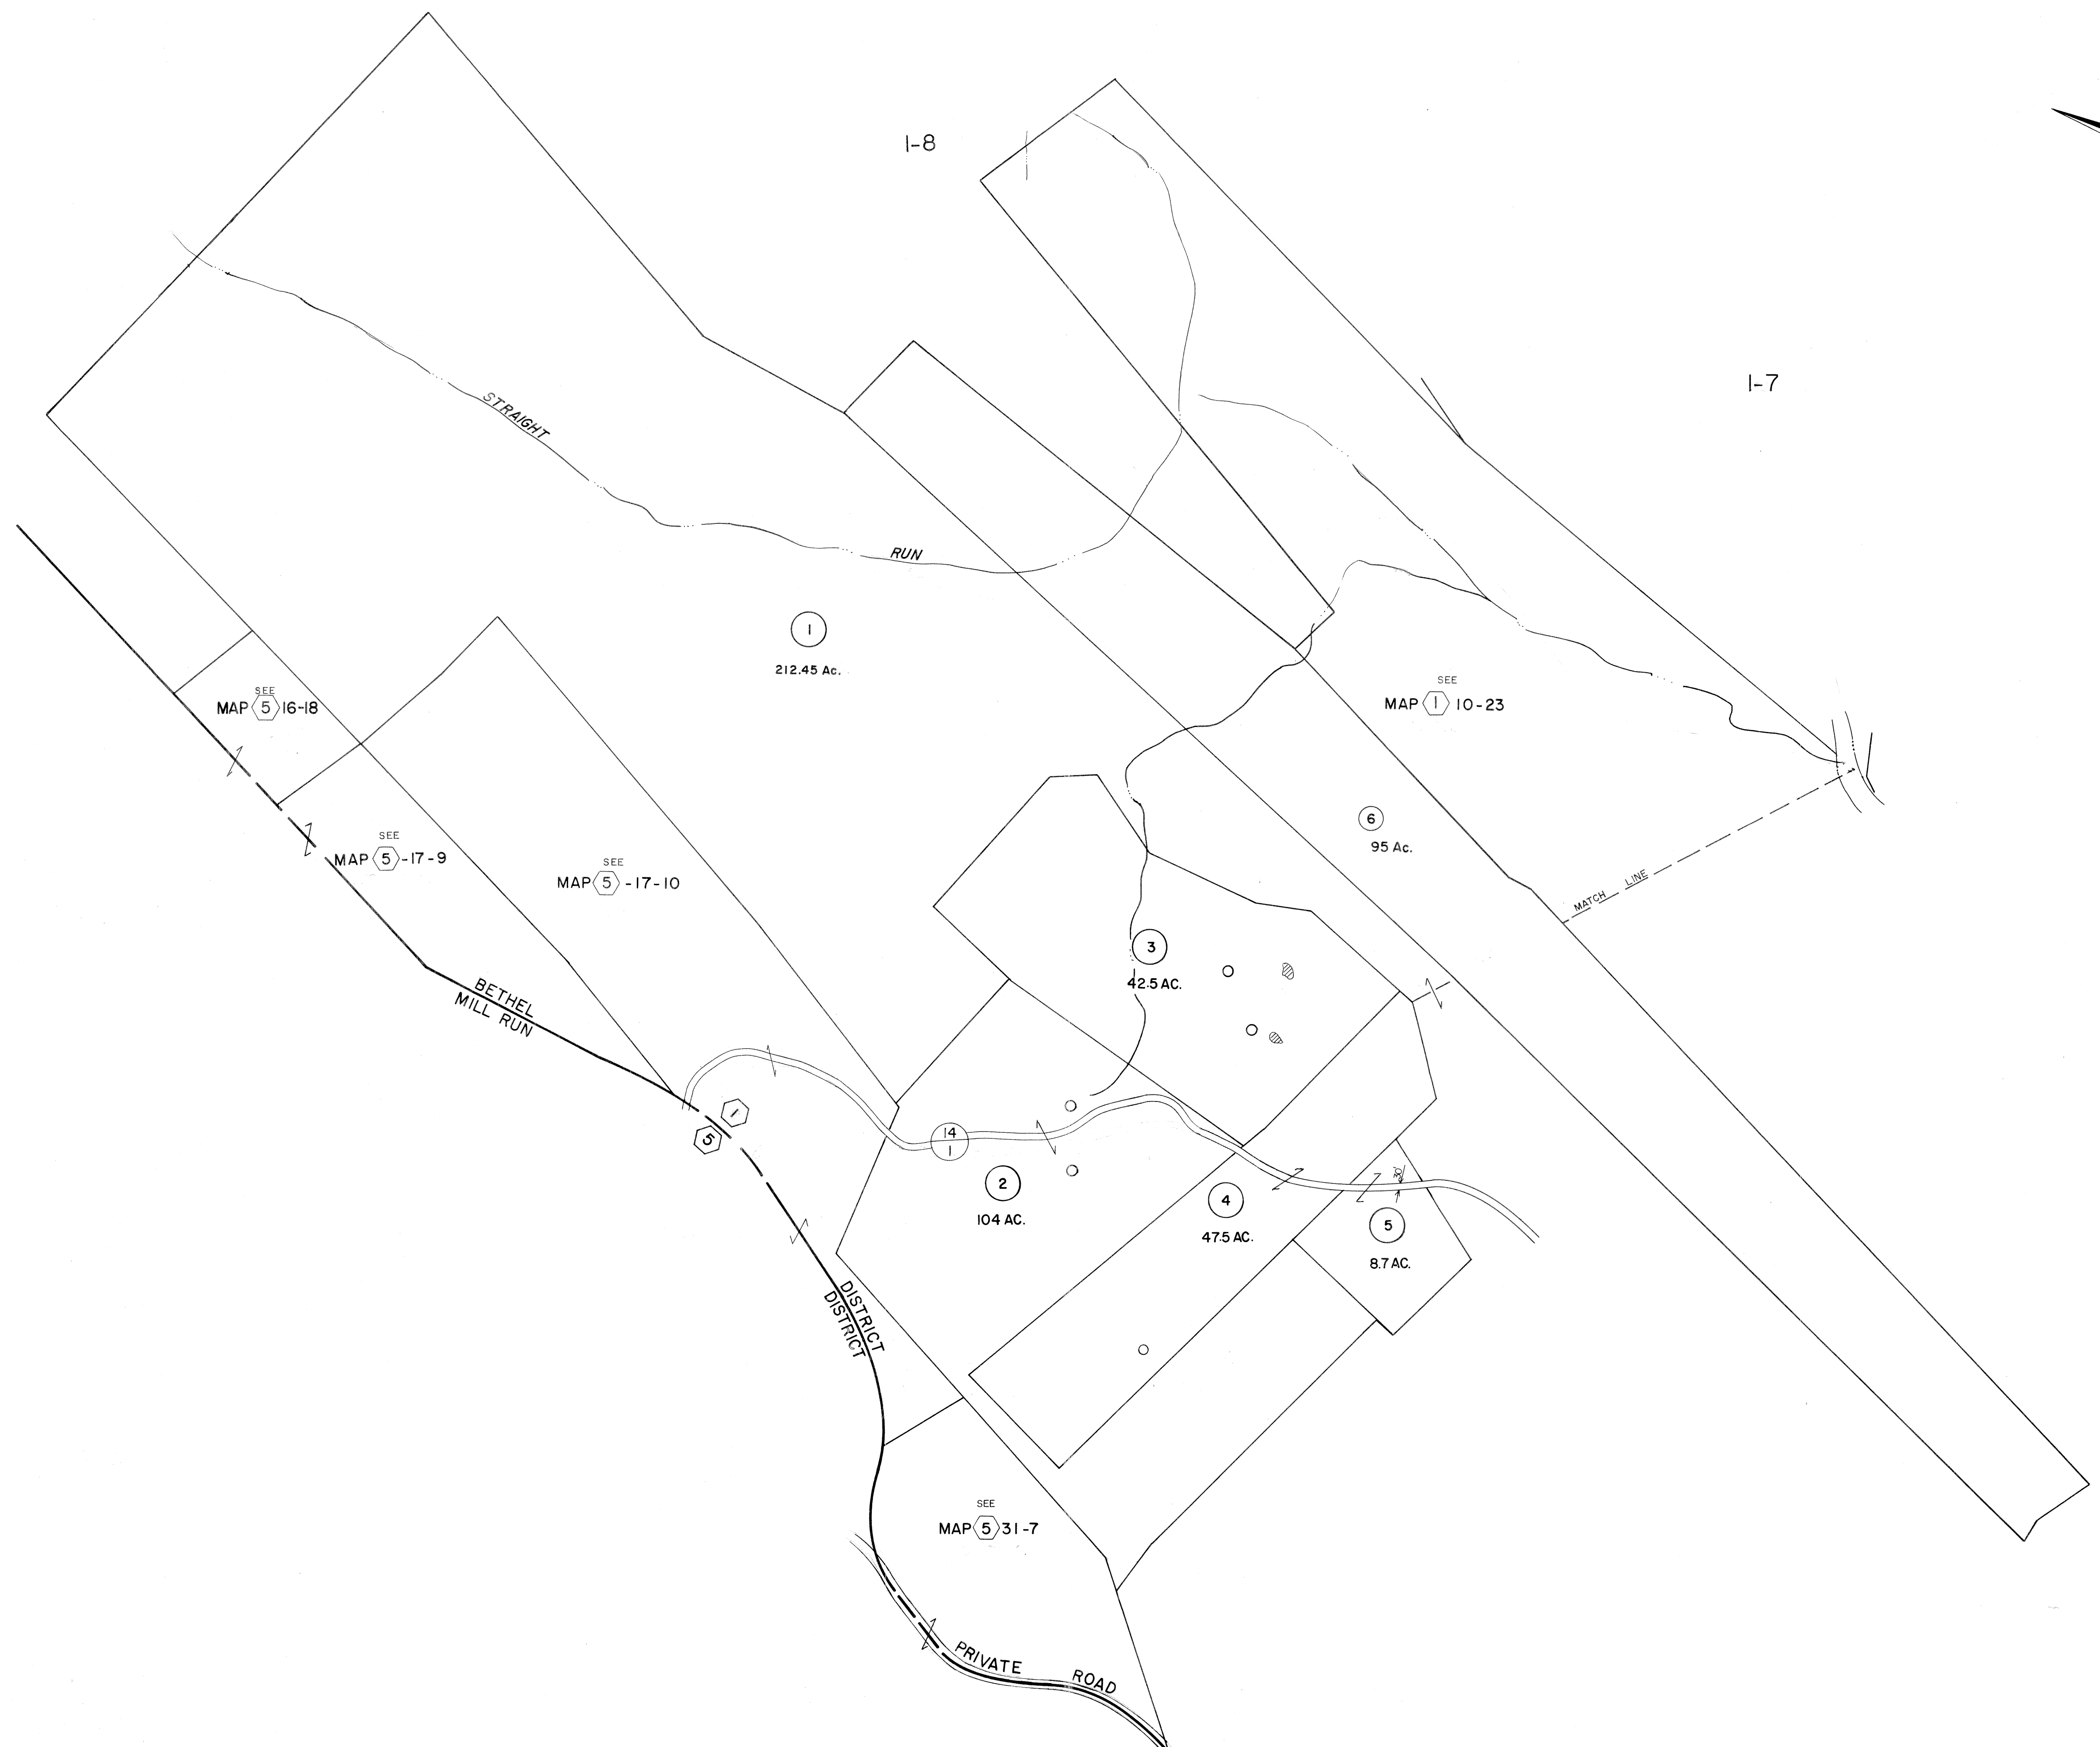 1-8
1-7
STRAIGHT
RUN
1
212.45 Ac.
SEE
MAP 5 16-18
SEE
MAP 1 10-23
SEE
MAP 5 -17-9
SEE
MAP 5 -17-10
6
95 Ac.
MATCH LINE
3
42.5 AC.
BETHEL
MILL RUN
1
5
14
1
30'
2
104 AC.
4
47.5 AC.
5
8.7 AC.
DISTRICT
DISTRICT
SEE
MAP 5 31-7
PRIVATE ROAD